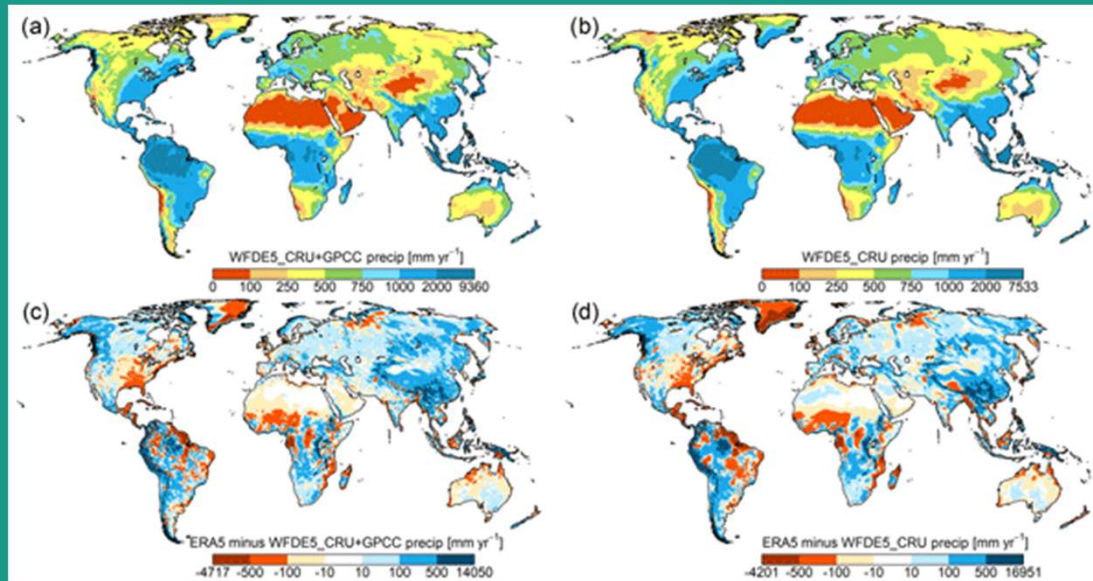 (a)
(b)
WFDE5_CRU+GPCC precip [mm yr⁻¹]
0 100 250 500 750 1000 2000 9360
WFDE5_CRU precip [mm yr⁻¹]
0 100 250 500 750 1000 2000 7533
(c)
(d)
ERA5 minus WFDE5_CRU+GPCC precip [mm yr⁻¹]
-4717 -500 -100 -10 10 100 500 14050
ERA5 minus WFDE5_CRU precip [mm yr⁻¹]
-4201 -500 -100 -10 10 100 500 16951